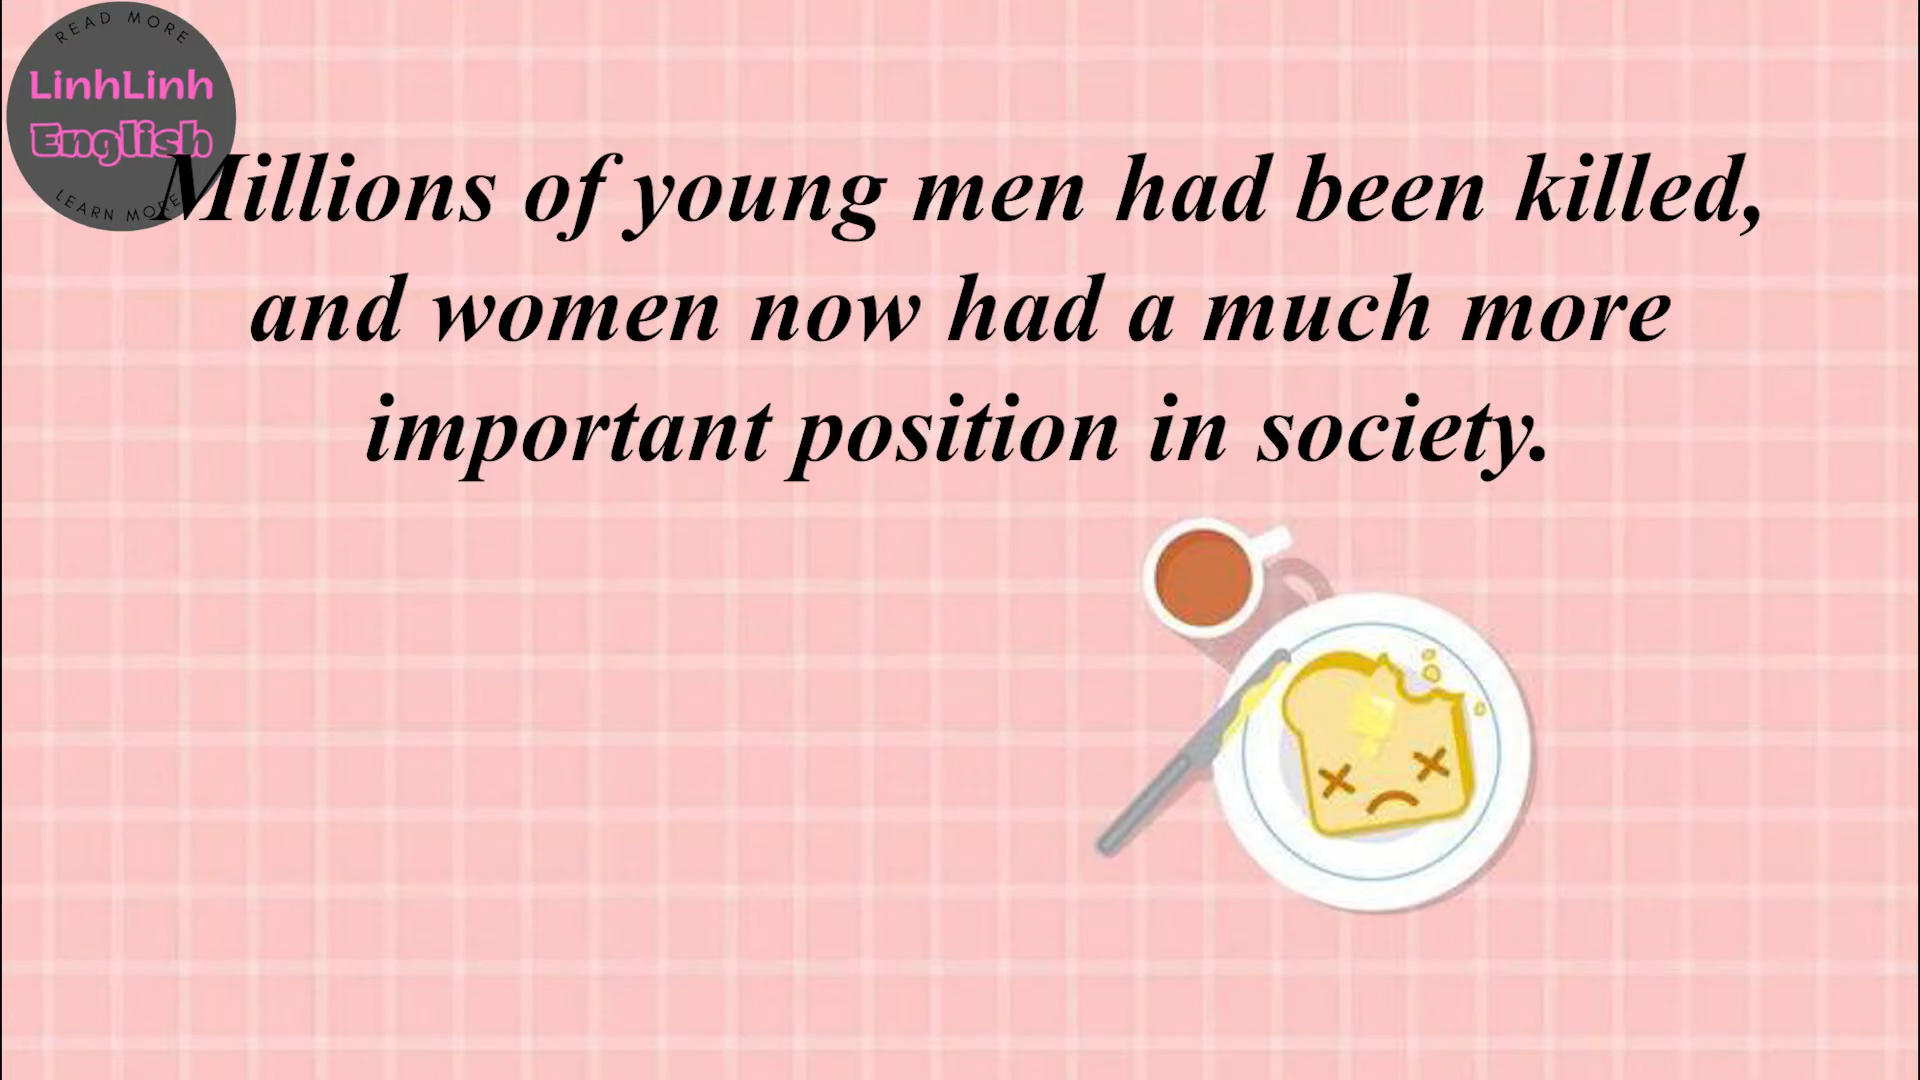 READ MORE
LinhLinh
English
LEARN MORE
Millions of young men had been killed,
and women now had a much more
important position in society.